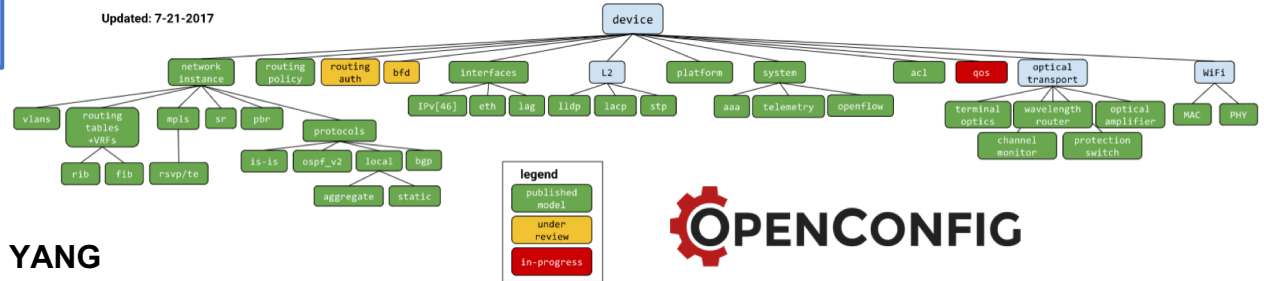 Updated: 7-21-2017
device
network
instance
routing
policy
routing
auth
bfd
interfaces
L2
platform
system
acl
qos
optical
transport
WiFi
vlans
routing
tables
+VRFs
mpls
sr
pbr
protocols
IPv[46]
eth
lag
lldp
lacp
stp
aaa
telemetry
openflow
terminal
optics
wavelength
router
optical
amplifier
MAC
PHY
channel
monitor
protection
switch
rib
fib
rsvp/te
is-is
ospf_v2
local
bgp
aggregate
static
legend
published
model
under
review
in-progress
OPENCONFIG
YANG